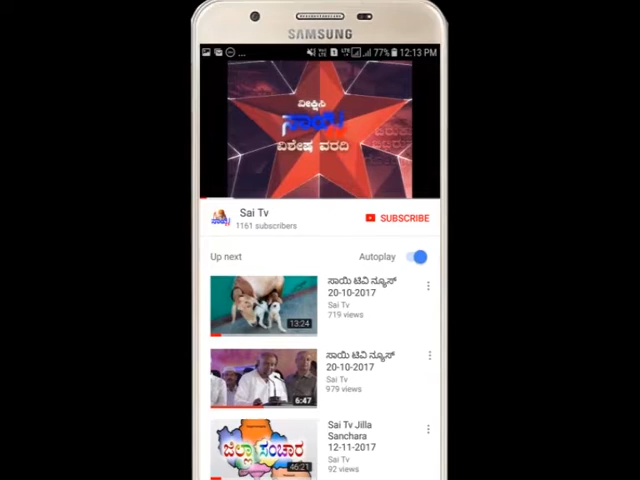 SAMSUNG
... LTE 77% 12:13 PM
ವೀಕ್ಷಿಸಿ
ಸಾಯಿ
ವಿಶೇಷ ವರದಿ
Sai Tv
1161 subscribers
SUBSCRIBE
Up next
Autoplay
ಸಾಯಿ ಟಿವಿ ನ್ಯೂಸ್
20-10-2017
Sai Tv
719 views
13:24
ಸಾಯಿ ಟಿವಿ ನ್ಯೂಸ್
20-10-2017
Sai Tv
979 views
6:47
Sai Tv Jilla
Sanchara
12-11-2017
Sai Tv
92 views
ಜಿಲ್ಲಾ ಸಂಚಾರ
46:21